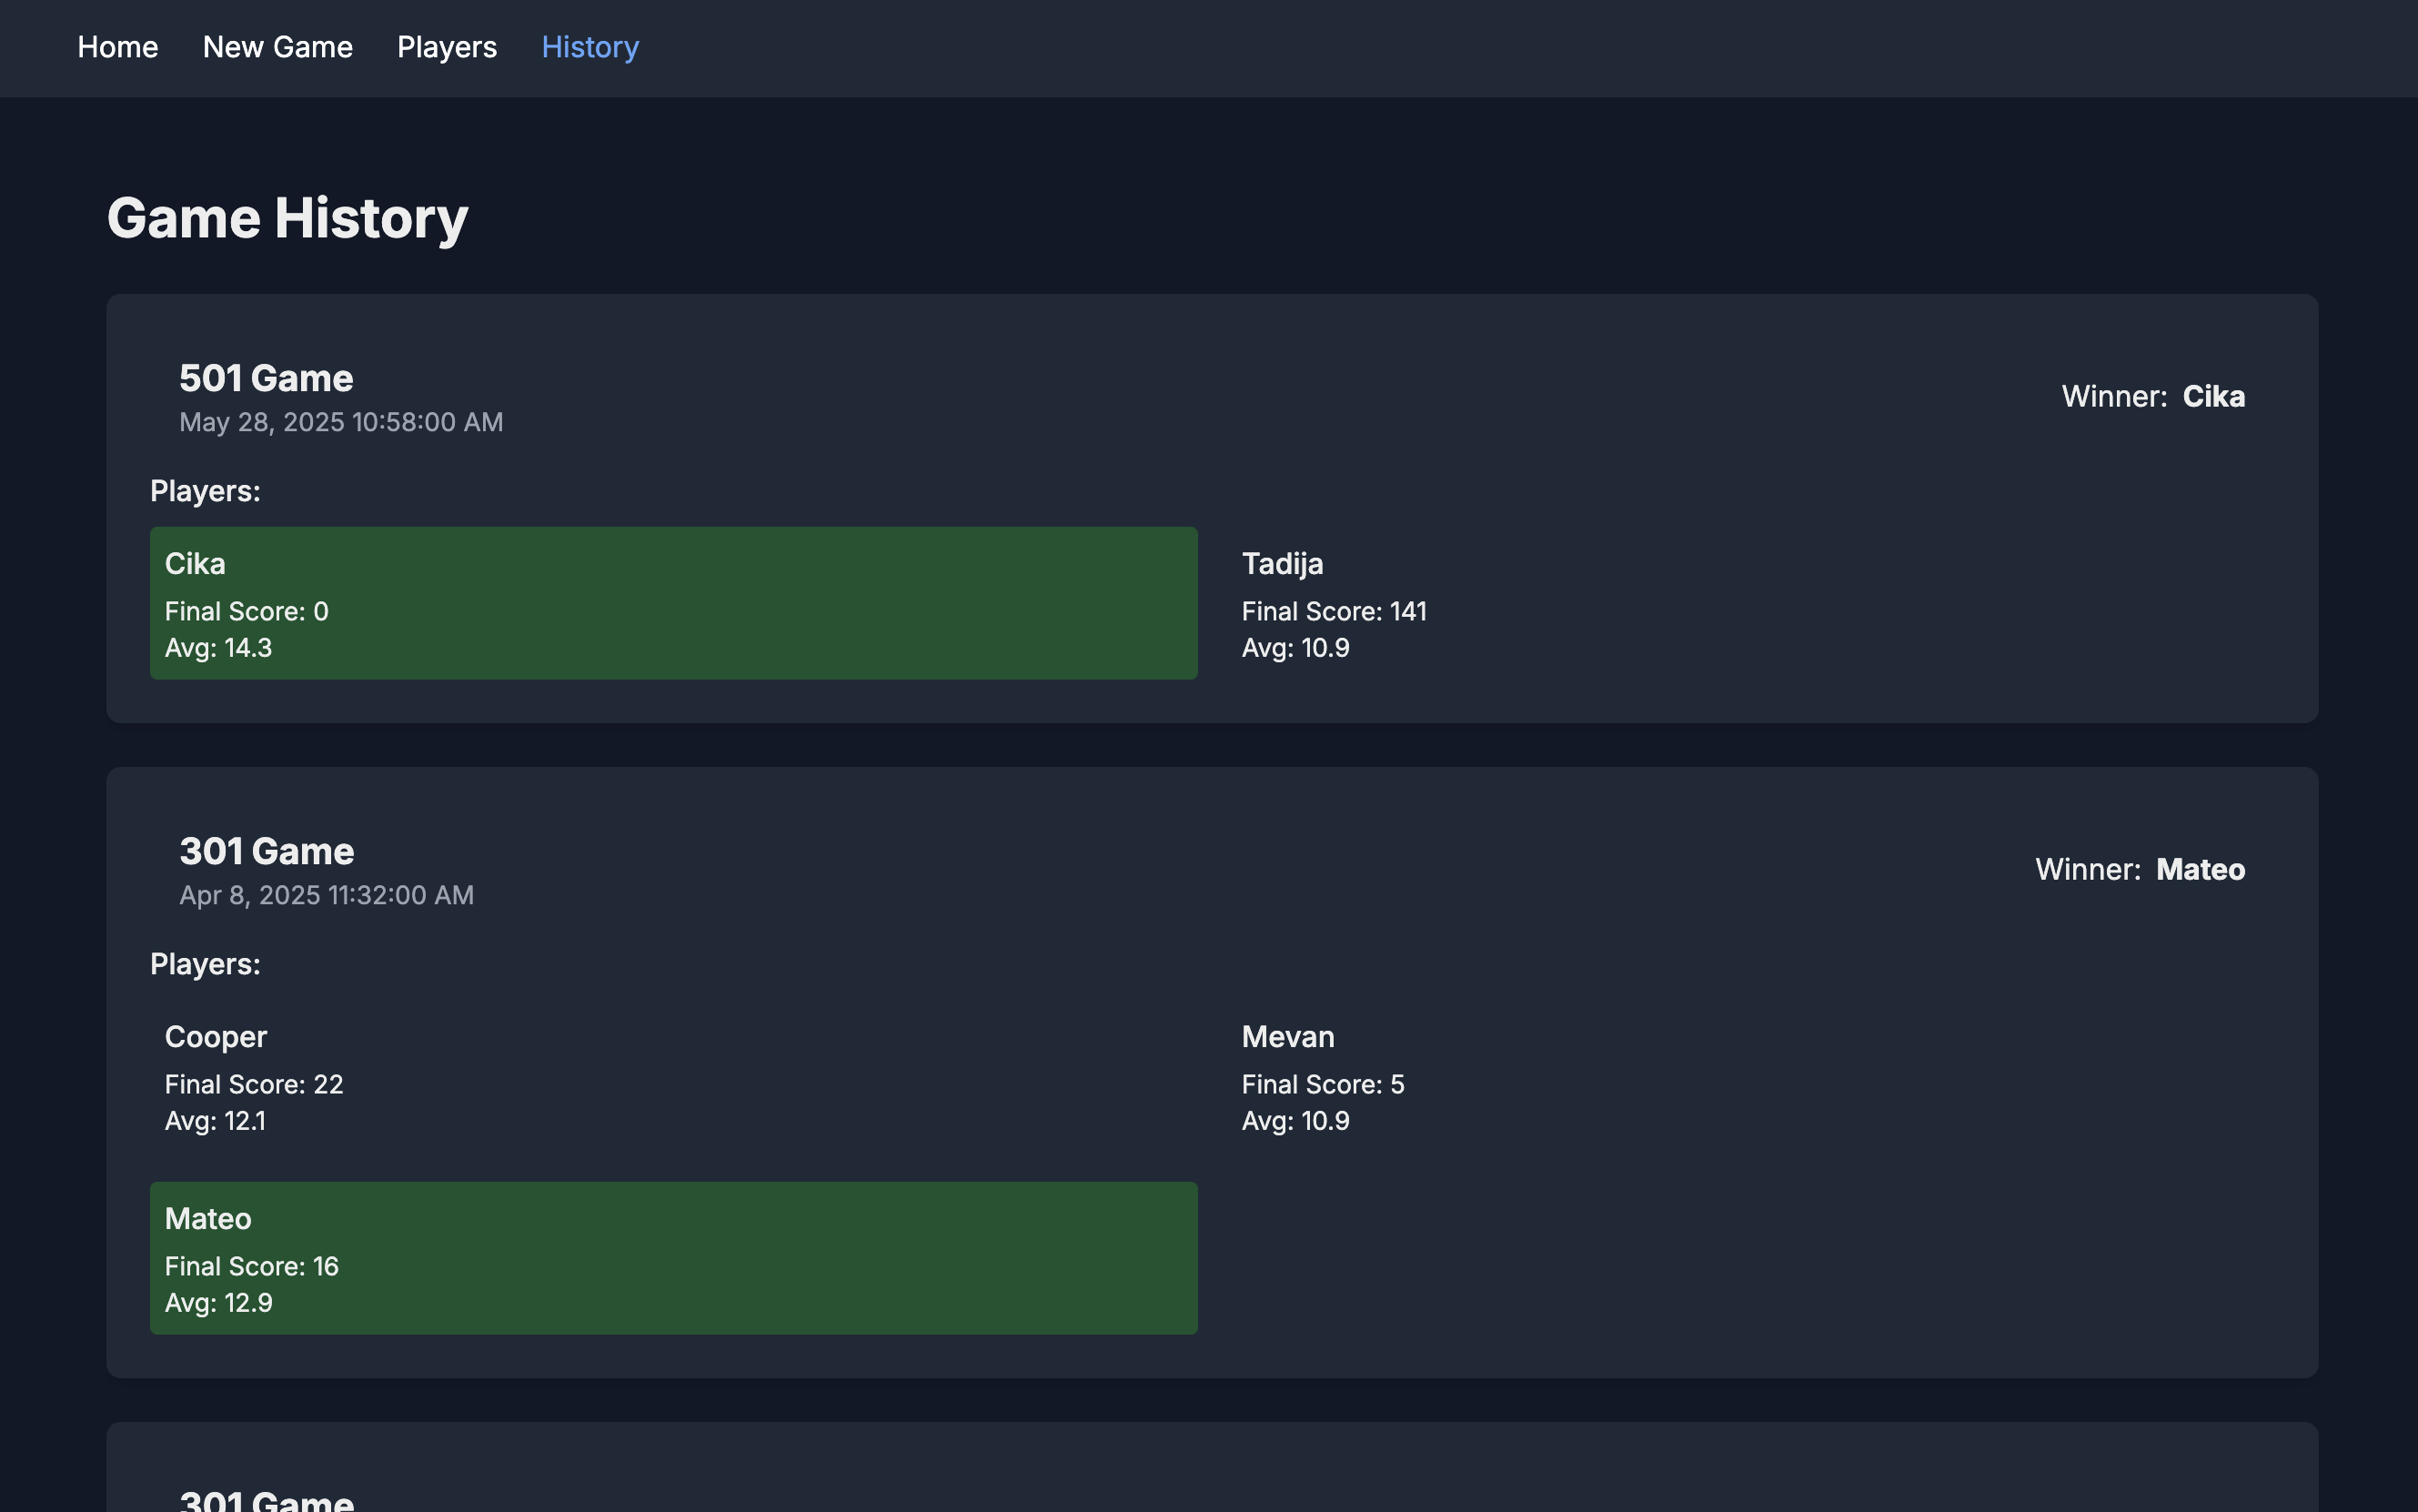 Home New Game Players History
Game History
501 Game
May 28, 2025 10:58:00 AM
Winner: Cika
Players:
Cika
Final Score: 0
Avg: 14.3
Tadija
Final Score: 141
Avg: 10.9
301 Game
Apr 8, 2025 11:32:00 AM
Winner: Mateo
Players:
Cooper
Final Score: 22
Avg: 12.1
Mevan
Final Score: 5
Avg: 10.9
Mateo
Final Score: 16
Avg: 12.9
301 Game